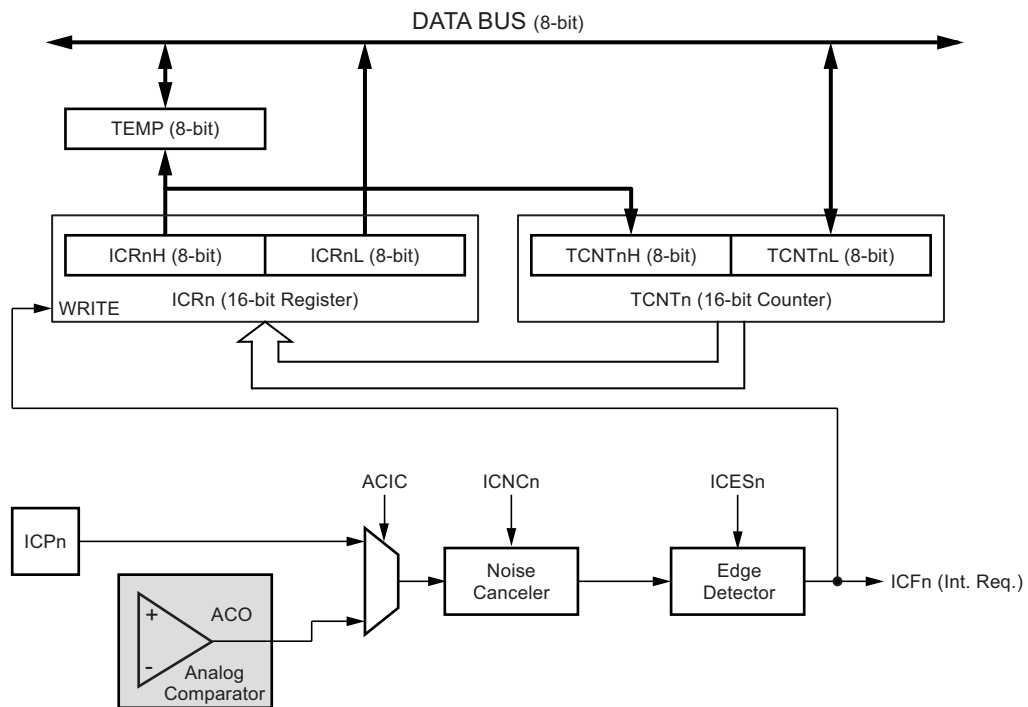 DATA BUS (8-bit)
TEMP (8-bit)
ICRnH (8-bit)
ICRnL (8-bit)
TCNTnH (8-bit)
TCNTnL (8-bit)
WRITE
ICRn (16-bit Register)
TCNTn (16-bit Counter)
ACIC
ICNCn
ICESn
ICPn
Noise
Canceler
Edge
Detector
ICFn (Int. Req.)
+
ACO
-
Analog
Comparator